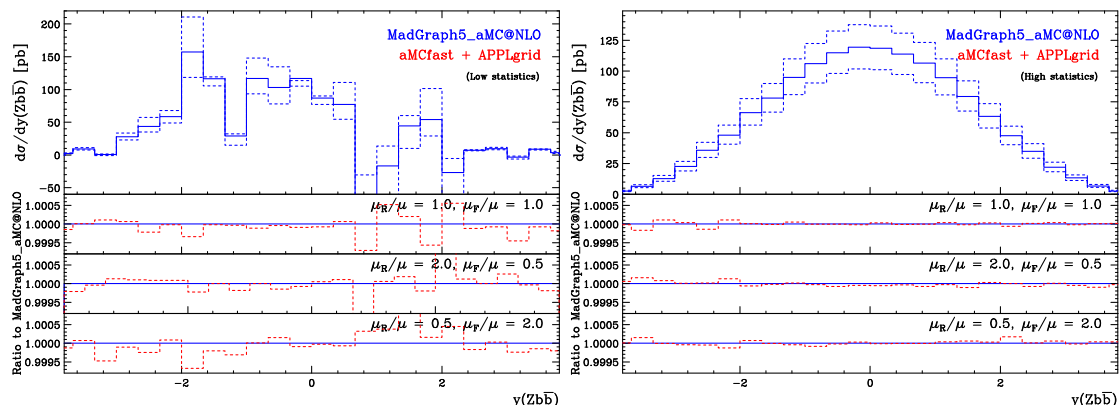 200
150
100
50
0
−50
dσ/dy(Zbb̅) [pb]
MadGraph5_aMC@NLO
aMCfast + APPLgrid
(Low statistics)
1.0005
1.0000
0.9995
μR/μ = 1.0, μF/μ = 1.0
1.0005
1.0000
0.9995
μR/μ = 2.0, μF/μ = 0.5
1.0005
1.0000
0.9995
μR/μ = 0.5, μF/μ = 2.0
Ratio to MadGraph5_aMC@NLO
−2
0
2
y(Zbb̅)
125
100
75
50
25
0
dσ/dy(Zbb̅) [pb]
MadGraph5_aMC@NLO
aMCfast + APPLgrid
(High statistics)
1.0005
1.0000
0.9995
μR/μ = 1.0, μF/μ = 1.0
1.0005
1.0000
0.9995
μR/μ = 2.0, μF/μ = 0.5
1.0005
1.0000
0.9995
μR/μ = 0.5, μF/μ = 2.0
Ratio to MadGraph5_aMC@NLO
−2
0
2
y(Zbb̅)